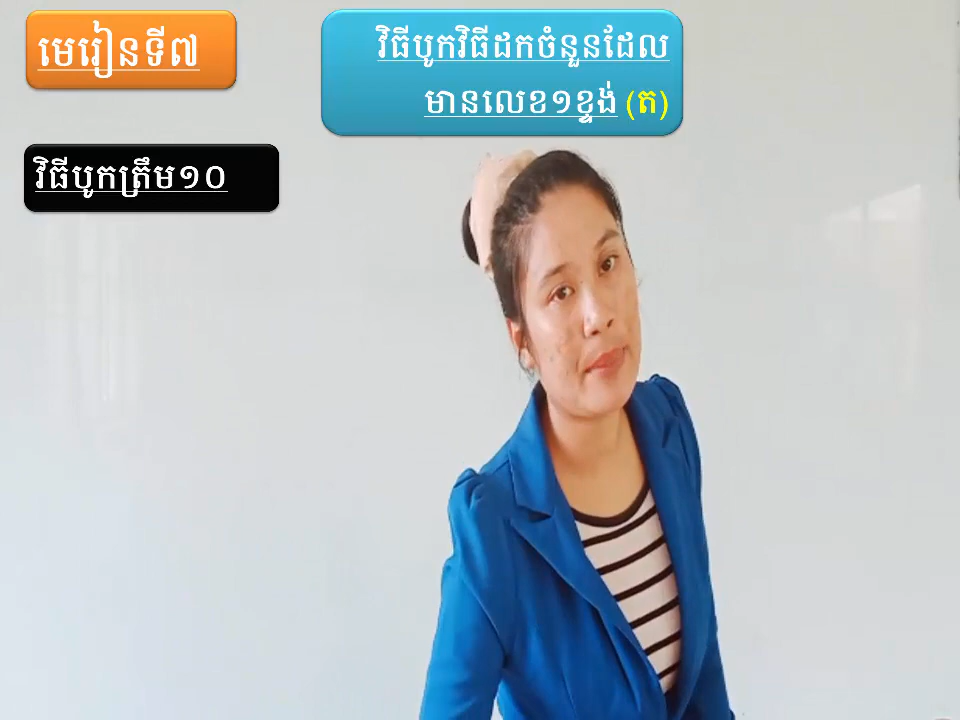 មេរៀនទី៧
វិធីបូកវិធីដកចំនួនដែល
មានលេខ១ខ្ទង់ (ត)
វិធីបូកត្រឹម១០